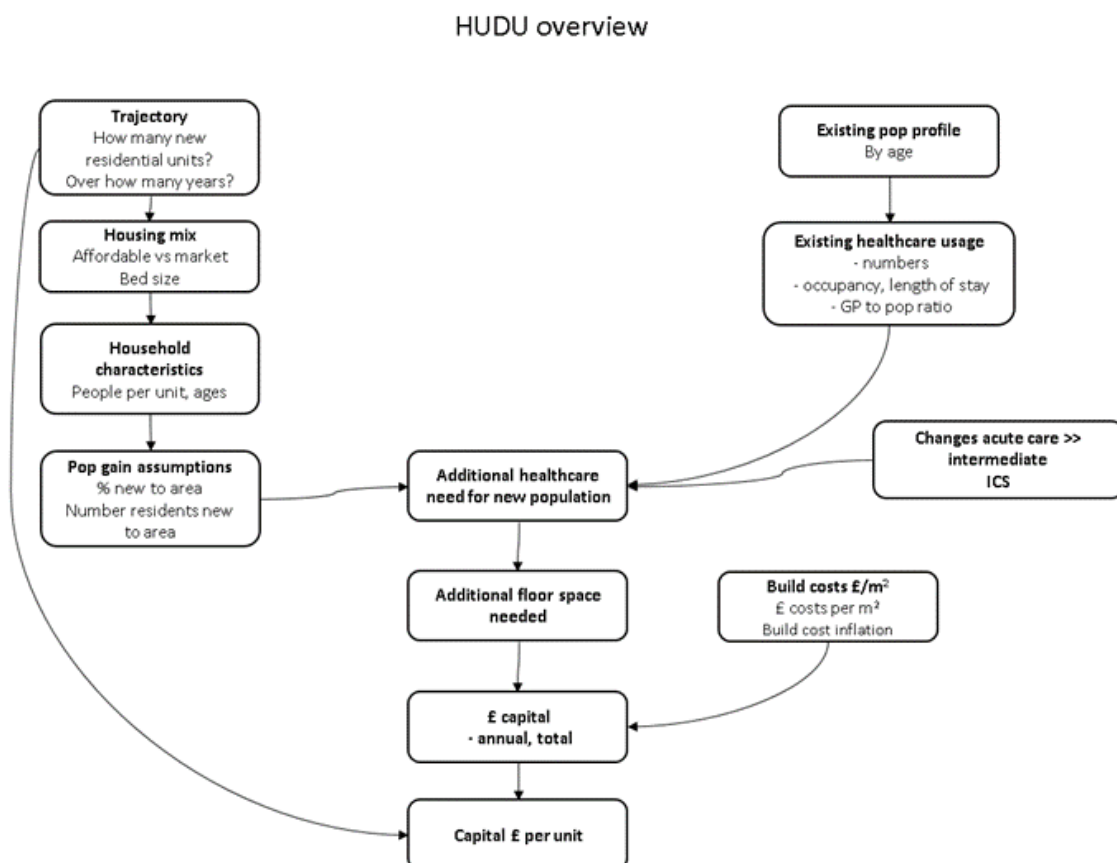 HUDU overview
Trajectory
How many new
residential units?
Over how many years?
Housing mix
Affordable vs market
Bed size
Household
characteristics
People per unit, ages
Pop gain assumptions
% new to area
Number residents new
to area
Existing pop profile
By age
Existing healthcare usage
- numbers
- occupancy, length of stay
- GP to pop ratio
Changes acute care >>
intermediate
ICS
Additional healthcare
need for new population
Additional floor space
needed
Build costs £/m²
£ costs per m²
Build cost inflation
£ capital
- annual, total
Capital £ per unit